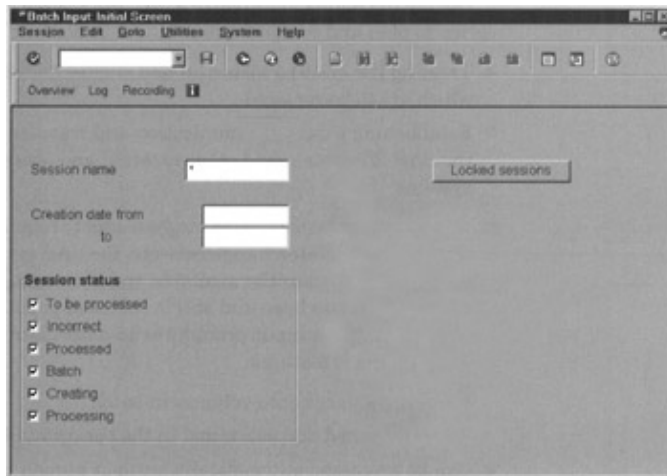 Batch Input: Initial Screen
Session Edit Goto Utilities System Help
Overview Log Recording
Session name * Locked sessions
Creation date from
to
Session status
To be processed
Incorrect
Processed
Batch
Creating
Processing